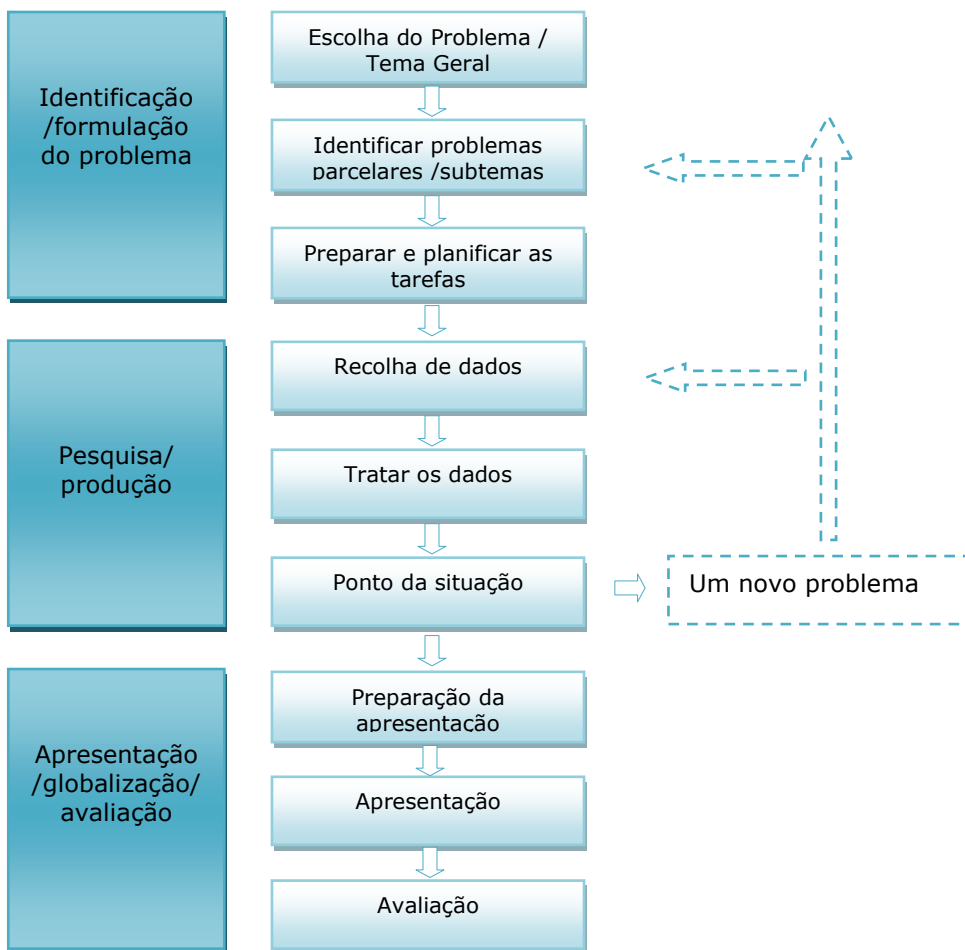 Identificação
/formulação
do problema
Escolha do Problema /
Tema Geral
Identificar problemas
parcelares /subtemas
Preparar e planificar as
tarefas
Pesquisa/
produção
Recolha de dados
Tratar os dados
Ponto da situação
Um novo problema
Apresentação
/globalização/
avaliação
Preparação da
apresentação
Apresentação
Avaliação